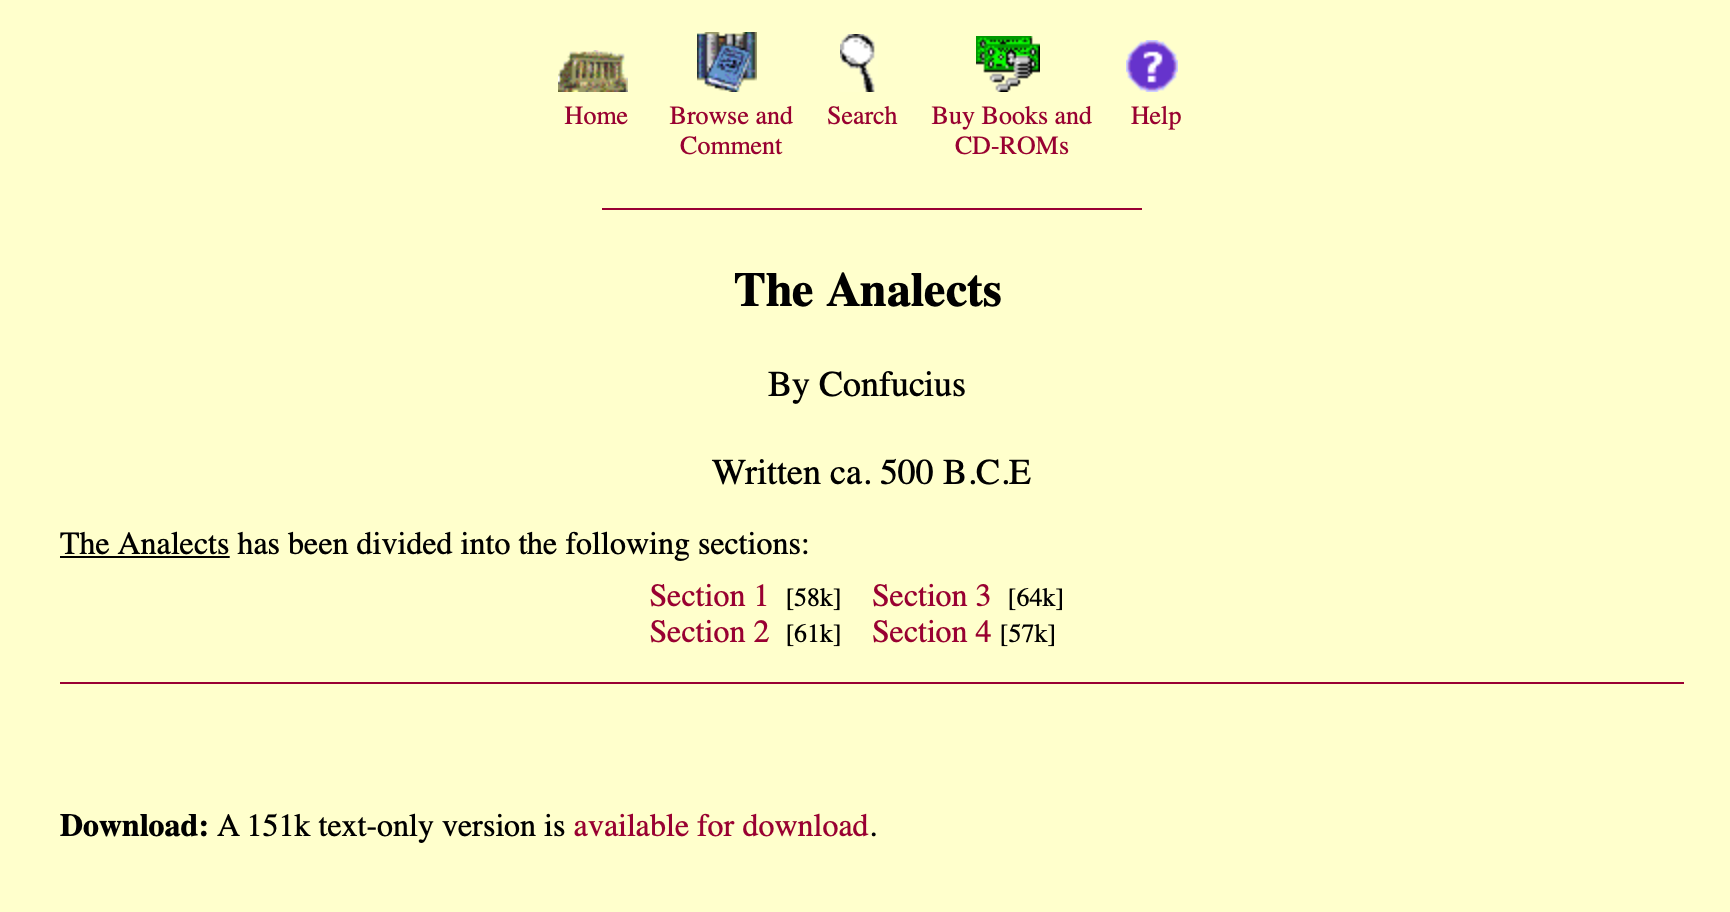 Home Browse and Search Buy Books and Help
Comment CD-ROMs
The Analects
By Confucius
Written ca. 500 B.C.E
The Analects has been divided into the following sections:
Section 1 [58k] Section 3 [64k]
Section 2 [61k] Section 4 [57k]
Download: A 151k text-only version is available for download.